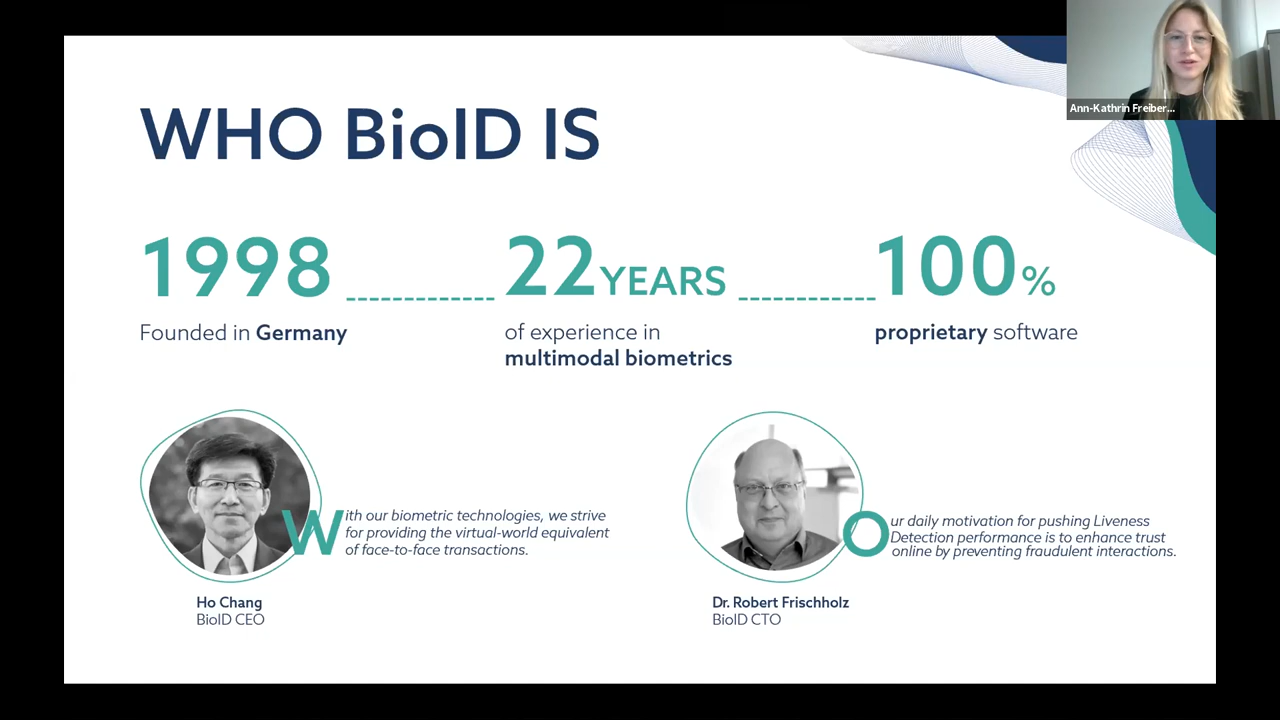 Ann-Kathrin Freiber...
WHO BioID IS
1998
Founded in Germany
22 YEARS
of experience in
multimodal biometrics
100 %
proprietary software
With our biometric technologies, we strive
for providing the virtual-world equivalent
of face-to-face transactions.
Ho Chang
BioID CEO
Our daily motivation for pushing Liveness
Detection performance is to enhance trust
online by preventing fraudulent interactions.
Dr. Robert Frischholz
BioID CTO